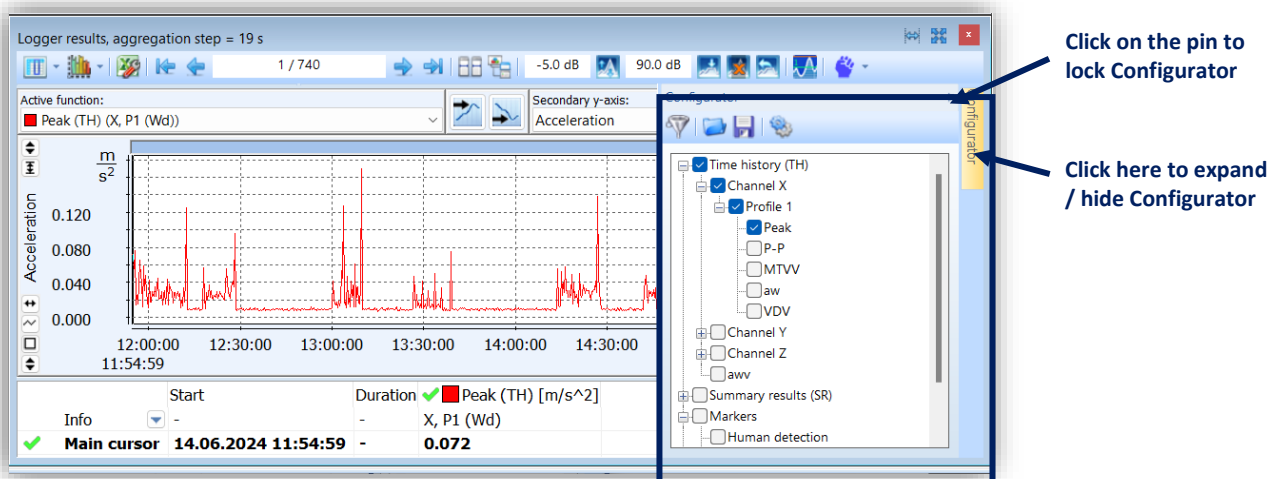 Logger results, aggregation step = 19 s
1 / 740
-5.0 dB
90.0 dB
Click on the pin to
lock Configurator
Active function:
Peak (TH) (X, P1 (Wd))
Secondary y-axis:
Acceleration
Configurator
Configurator
Click here to expand
/ hide Configurator
m
s2
Acceleration
0.120
0.080
0.040
0.000
12:00:00 12:30:00 13:00:00 13:30:00 14:00:00 14:30:00
11:54:59
Time history (TH)
Channel X
Profile 1
Peak
P-P
MTVV
aw
VDV
Channel Y
Channel Z
awv
Summary results (SR)
Markers
Human detection
Start Duration Peak (TH) [m/s^2]
Info - - X, P1 (Wd)
Main cursor 14.06.2024 11:54:59 - 0.072